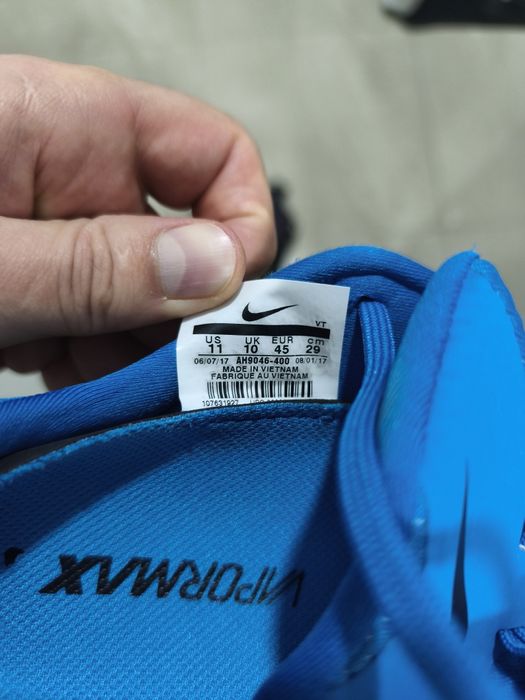 VT
US UK EUR cm
11 10 45 29
06/07/17 AH9046-400 08/01/17
MADE IN VIETNAM
FABRIQUE AU VIETNAM
107631927
VAPORMAX